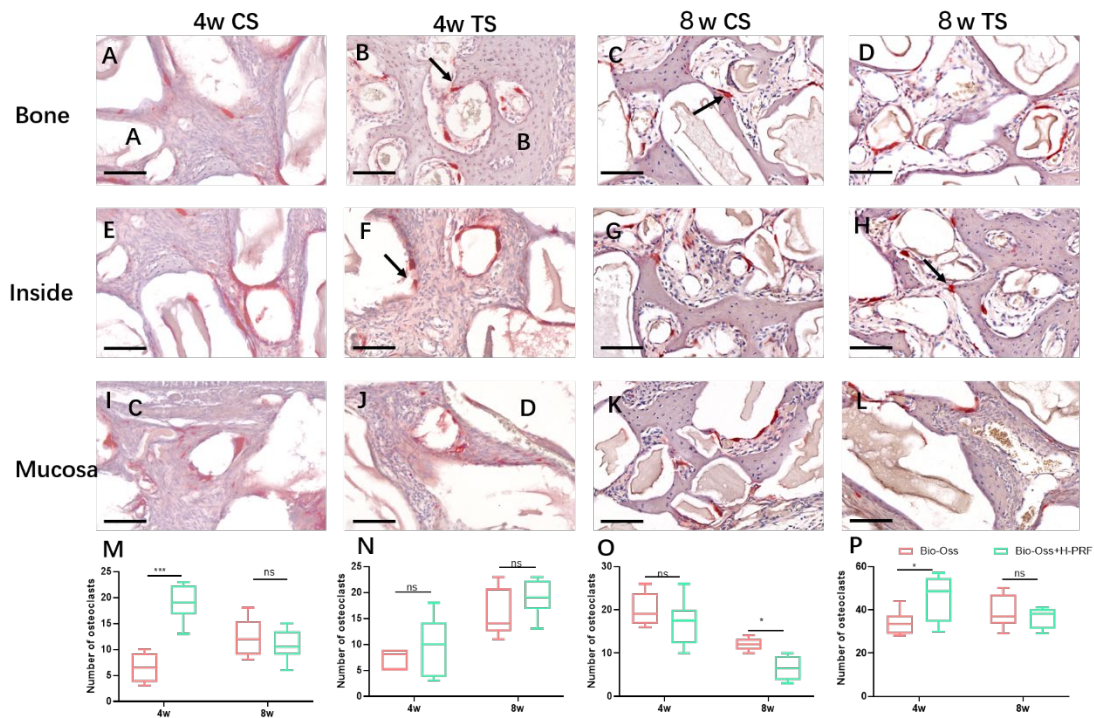 4w CS 4w TS 8 w CS 8 w TS
Bone
A B C D
A B
Inside
E F G H
Mucosa
I J K L
C D
M N O P
Bio-Oss Bio-Oss+H-PRF
Number of osteoclasts
25
20
15
10
5
0
***
ns
4w 8w
Number of osteoclasts
25
20
15
10
5
0
ns
ns
4w 8w
Number of osteoclasts
30
20
10
0
ns
*
4w 8w
Number of osteoclasts
60
40
20
0
*
ns
4w 8w